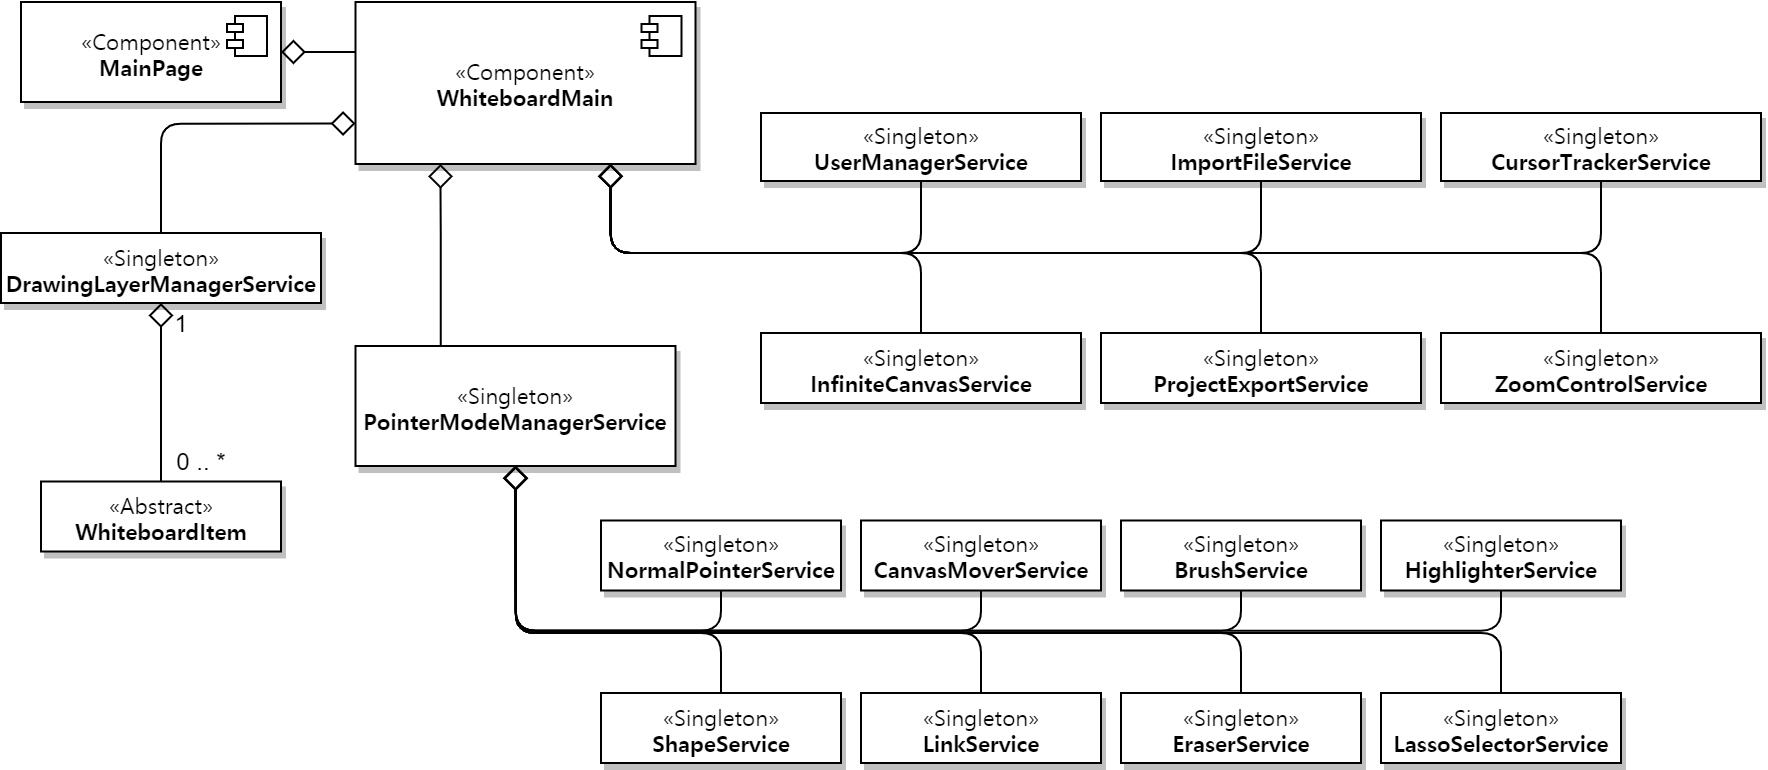 «Component»
MainPage
«Component»
WhiteboardMain
«Singleton»
UserManagerService
«Singleton»
ImportFileService
«Singleton»
CursorTrackerService
«Singleton»
DrawingLayerManagerService
1
«Singleton»
InfiniteCanvasService
«Singleton»
ProjectExportService
«Singleton»
ZoomControlService
«Singleton»
PointerModeManagerService
0 .. *
«Abstract»
WhiteboardItem
«Singleton»
NormalPointerService
«Singleton»
CanvasMoverService
«Singleton»
BrushService
«Singleton»
HighlighterService
«Singleton»
ShapeService
«Singleton»
LinkService
«Singleton»
EraserService
«Singleton»
LassoSelectorService